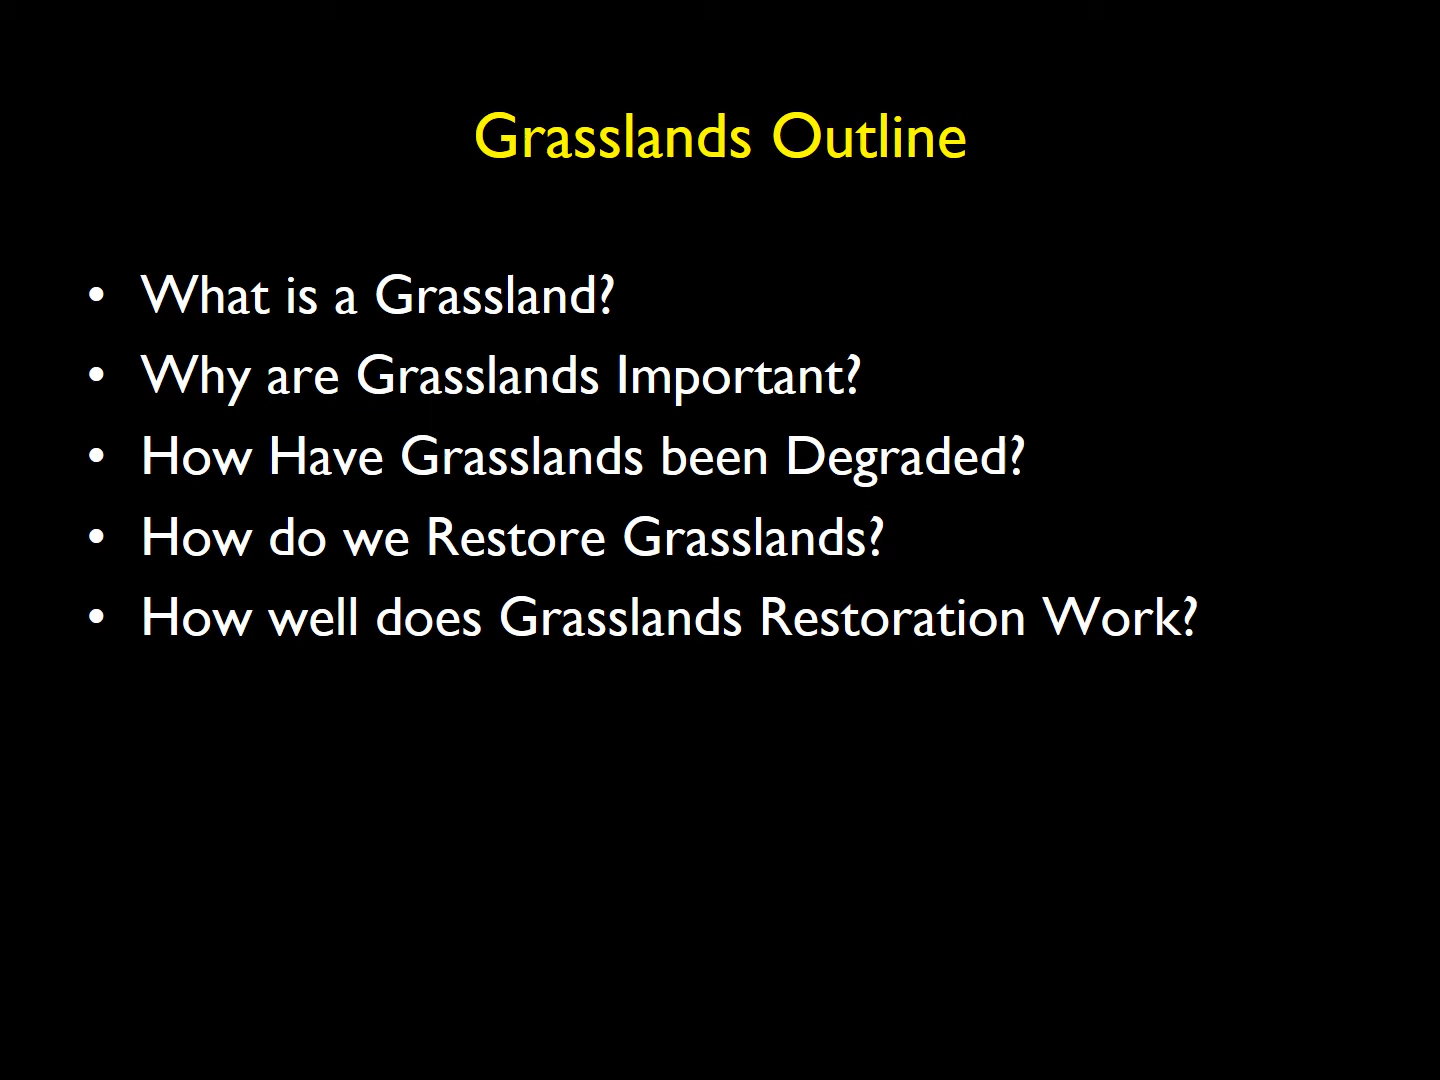 Grasslands Outline
• What is a Grassland?
• Why are Grasslands Important?
• How Have Grasslands been Degraded?
• How do we Restore Grasslands?
• How well does Grasslands Restoration Work?